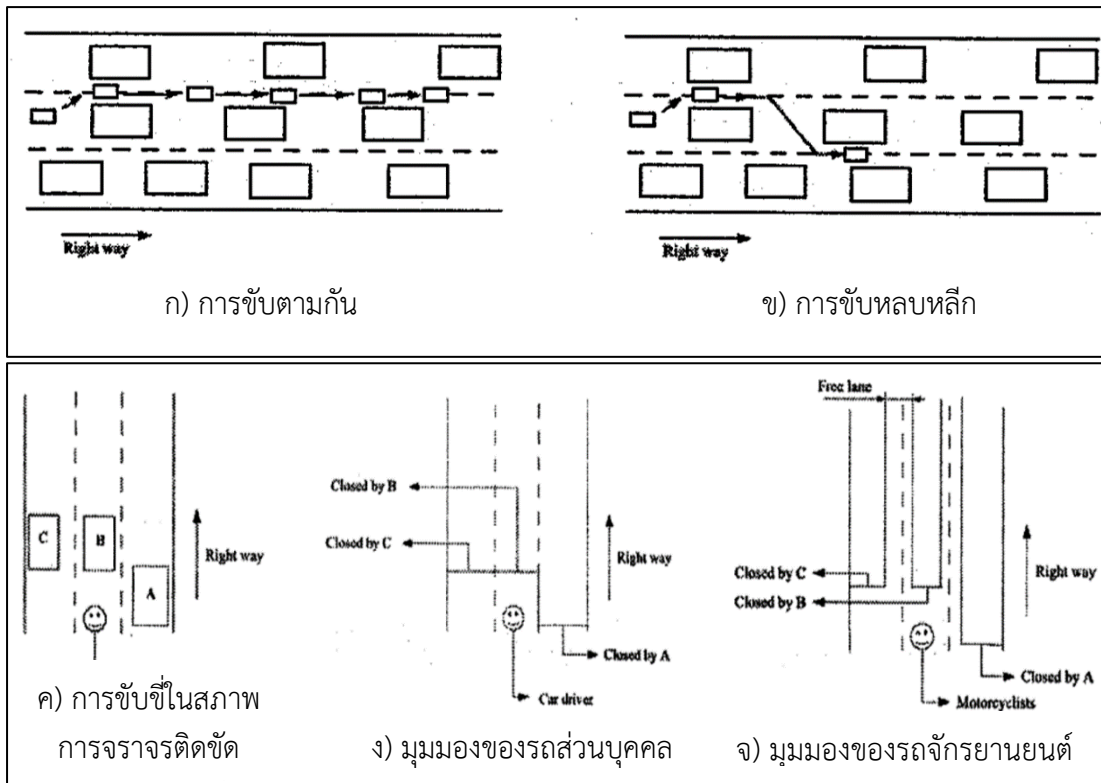 Right way
Right way
ก) การขับตามกัน
ข) การขับหลบหลีก
C
B
A
Right way
ค) การขับขี่ในสภาพ
การจราจรติดขัด
Closed by B
Closed by C
Right way
Closed by A
Car driver
ง) มุมมองของรถส่วนบุคคล
Free lane
Right way
Closed by C
Closed by B
Closed by A
Motorcyclists
จ) มุมมองของรถจักรยานยนต์